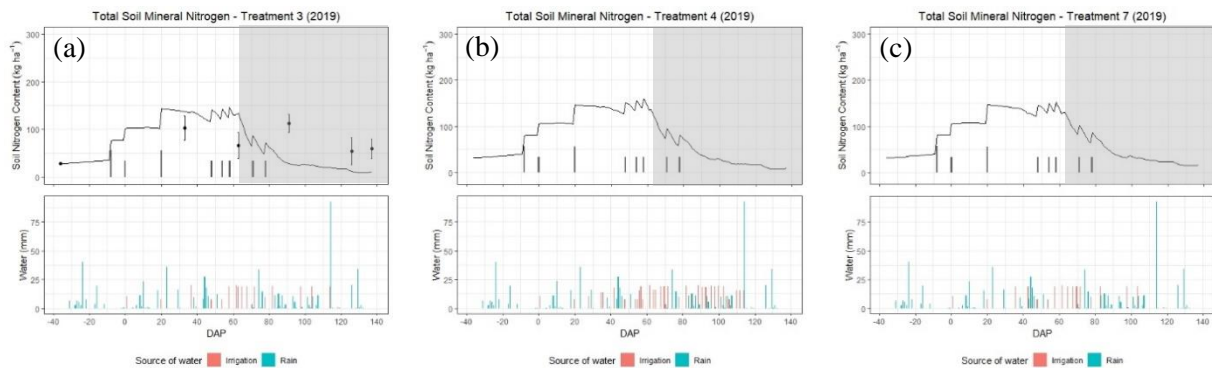 Total Soil Mineral Nitrogen - Treatment 3 (2019)
(a)
Soil Nitrogen Content (kg ha⁻¹)
300
200
100
0
Water (mm)
75
50
25
0
-40 -20 0 20 40 60 80 100 120 140
DAP
Source of water Irrigation Rain
Total Soil Mineral Nitrogen - Treatment 4 (2019)
(b)
Soil Nitrogen Content (kg ha⁻¹)
300
200
100
0
Water (mm)
75
50
25
0
-40 -20 0 20 40 60 80 100 120 140
DAP
Source of water Irrigation Rain
Total Soil Mineral Nitrogen - Treatment 7 (2019)
(c)
Soil Nitrogen Content (kg ha⁻¹)
300
200
100
0
Water (mm)
75
50
25
0
-40 -20 0 20 40 60 80 100 120 140
DAP
Source of water Irrigation Rain